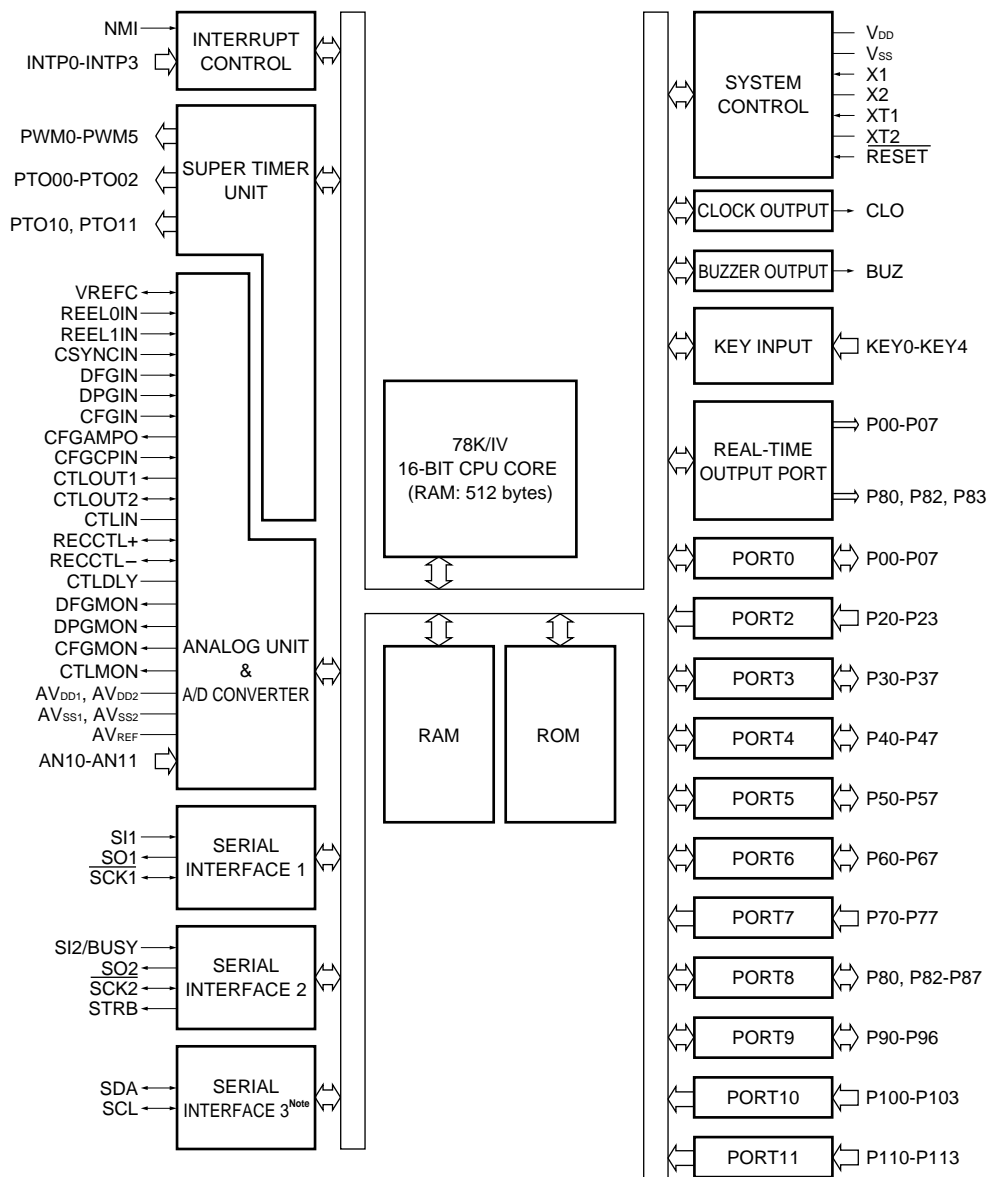 NMI
INTP0-INTP3
INTERRUPT
CONTROL
PWM0-PWM5
PTO00-PTO02
PTO10, PTO11
SUPER TIMER
UNIT
VREFC
REEL0IN
REEL1IN
CSYNCIN
DFGIN
DPGIN
CFGIN
CFGAMPO
CFGCPIN
CTLOUT1
CTLOUT2
CTLIN
RECCTL+
RECCTL−
CTLDLY
DFGMON
DPGMON
CFGMON
CTLMON
AVDD1, AVDD2
AVSS1, AVSS2
AVREF
AN10-AN11
ANALOG UNIT
&
A/D CONVERTER
SI1
SO1
SCK1
SERIAL
INTERFACE 1
SI2/BUSY
SO2
SCK2
STRB
SERIAL
INTERFACE 2
SDA
SCL
SERIAL
INTERFACE 3Note
78K/IV
16-BIT CPU CORE
(RAM: 512 bytes)
RAM
ROM
SYSTEM
CONTROL
VDD
VSS
X1
X2
XT1
XT2
RESET
CLOCK OUTPUT
CLO
BUZZER OUTPUT
BUZ
KEY INPUT
KEY0-KEY4
REAL-TIME
OUTPUT PORT
P00-P07
P80, P82, P83
PORT0
P00-P07
PORT2
P20-P23
PORT3
P30-P37
PORT4
P40-P47
PORT5
P50-P57
PORT6
P60-P67
PORT7
P70-P77
PORT8
P80, P82-P87
PORT9
P90-P96
PORT10
P100-P103
PORT11
P110-P113